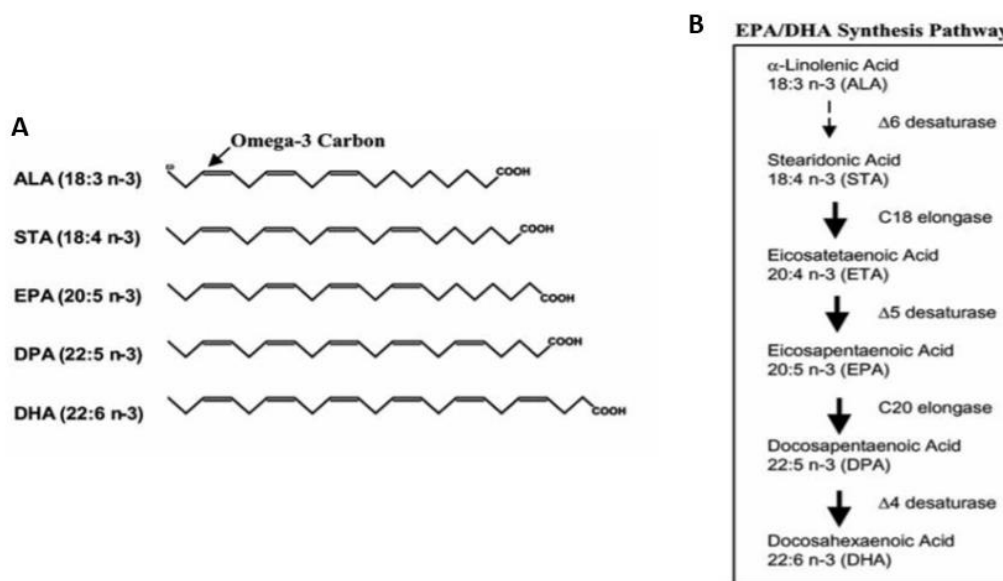 A
Omega-3 Carbon
ω
ALA (18:3 n-3)
COOH
STA (18:4 n-3)
COOH
EPA (20:5 n-3)
COOH
DPA (22:5 n-3)
COOH
DHA (22:6 n-3)
COOH
B
EPA/DHA Synthesis Pathway
α-Linolenic Acid
18:3 n-3 (ALA)
Δ6 desaturase
Stearidonic Acid
18:4 n-3 (STA)
C18 elongase
Eicosatetaenoic Acid
20:4 n-3 (ETA)
Δ5 desaturase
Eicosapentaenoic Acid
20:5 n-3 (EPA)
C20 elongase
Docosapentaenoic Acid
22:5 n-3 (DPA)
Δ4 desaturase
Docosahexaenoic Acid
22:6 n-3 (DHA)